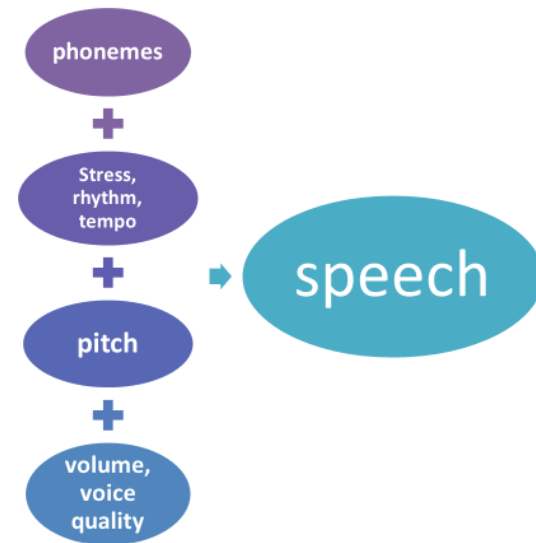 phonemes
Stress,
rhythm,
tempo
pitch
volume,
voice
quality
speech